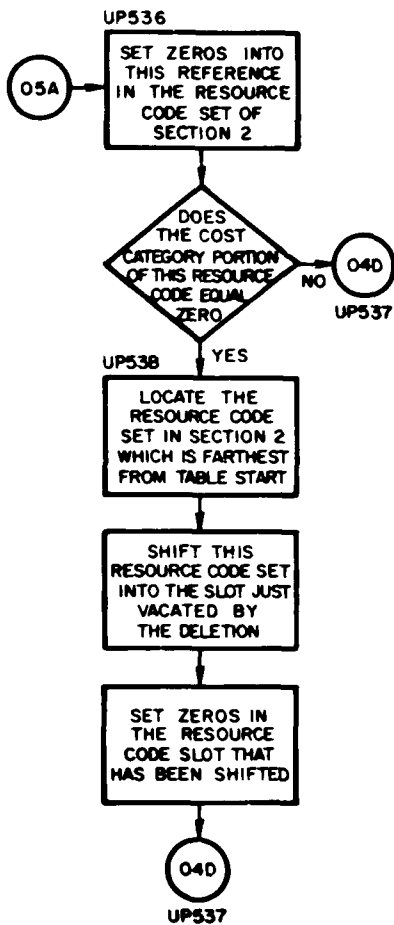 UP536
05A
SET ZEROS INTO
THIS REFERENCE
IN THE RESOURCE
CODE SET OF
SECTION 2
DOES
THE COST
CATEGORY PORTION
OF THIS RESOURCE
CODE EQUAL
ZERO
NO
04D
UP537
YES
UP538
LOCATE THE
RESOURCE CODE
SET IN SECTION 2
WHICH IS FARTHEST
FROM TABLE START
SHIFT THIS
RESOURCE CODE SET
INTO THE SLOT JUST
VACATED BY
THE DELETION
SET ZEROS IN
THE RESOURCE
CODE SLOT THAT
HAS BEEN SHIFTED
04D
UP537